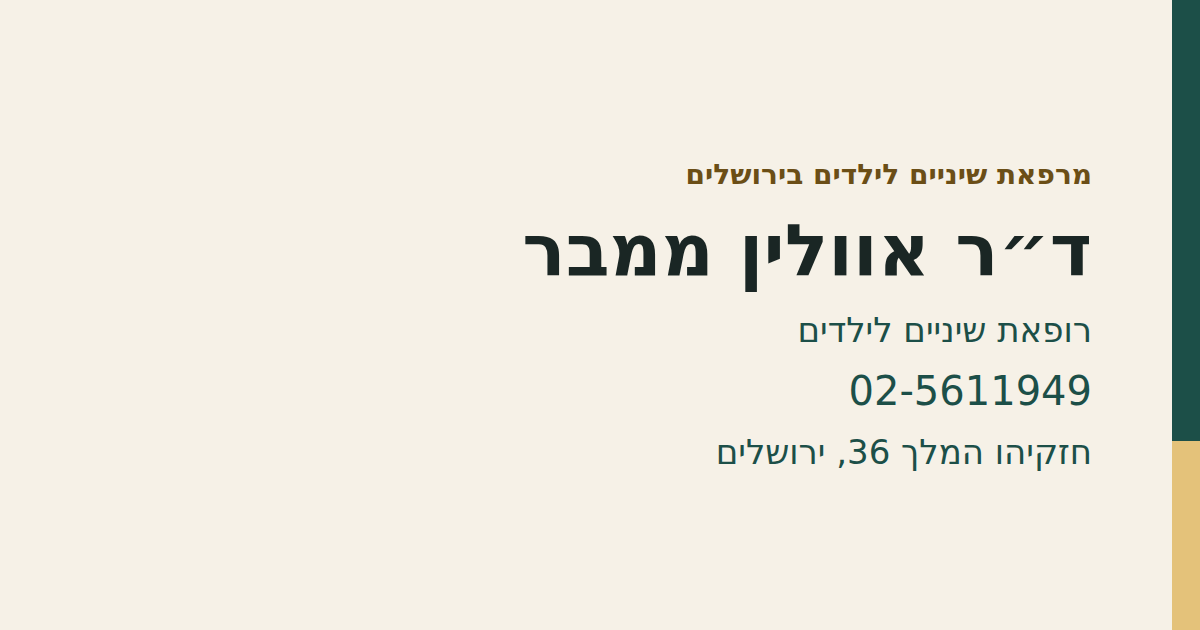 מרפאת שיניים לילדים בירושלים
ד״ר אוולין ממבר
רופאת שיניים לילדים
02-5611949
חזקיהו המלך 36, ירושלים